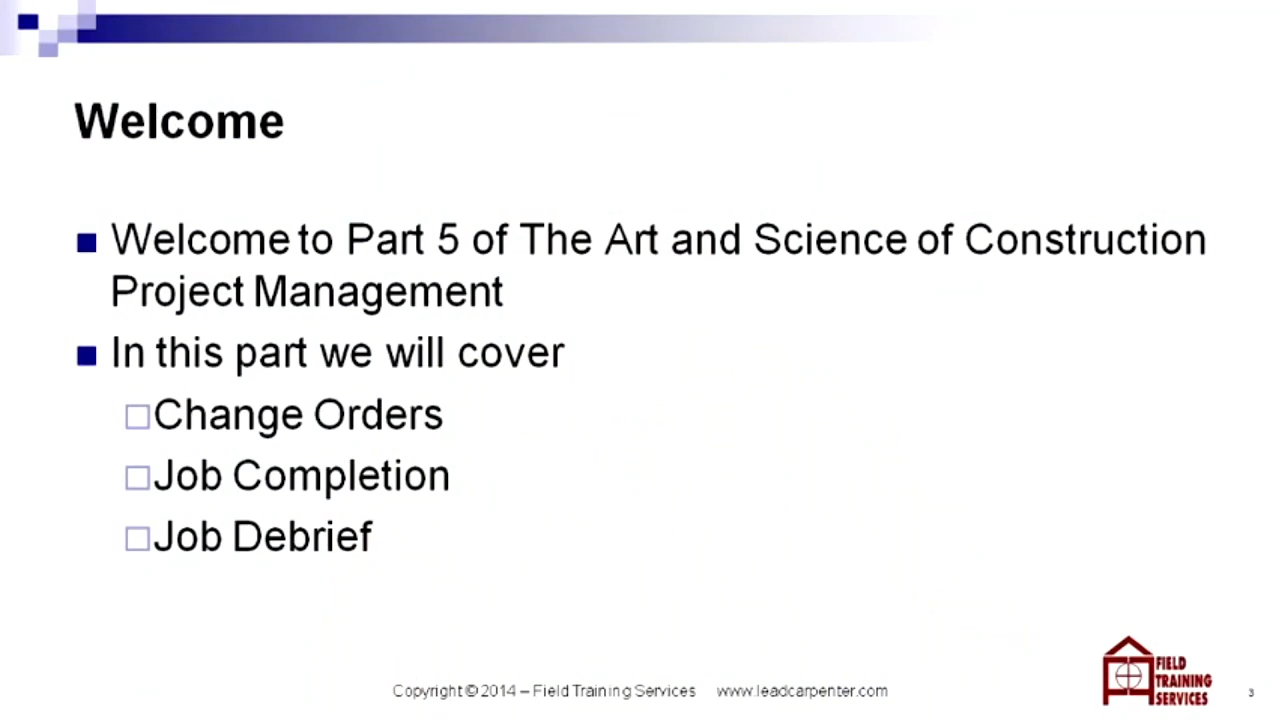 Welcome
Welcome to Part 5 of The Art and Science of Construction
Project Management
In this part we will cover
Change Orders
Job Completion
Job Debrief
Copyright © 2014 – Field Training Services www.leadcarpenter.com
FIELD
TRAINING
SERVICES
3